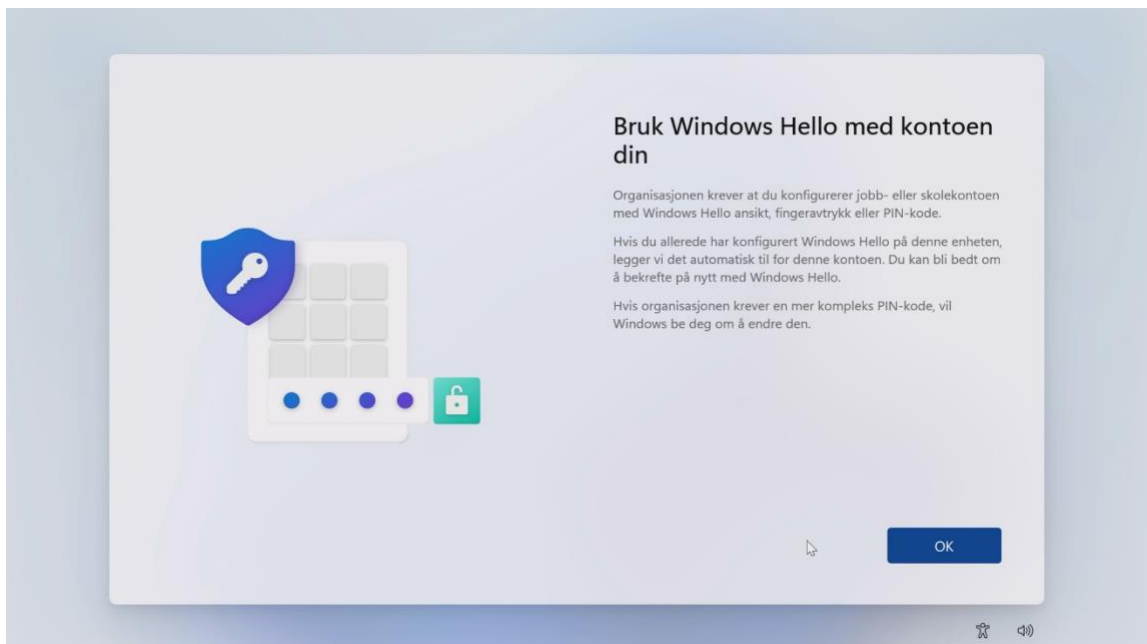 Bruk Windows Hello med kontoen
din
Organisasjonen krever at du konfigurerer jobb- eller skolekontoen
med Windows Hello ansikt, fingeravtrykk eller PIN-kode.
Hvis du allerede har konfigurert Windows Hello på denne enheten,
legger vi det automatisk til for denne kontoen. Du kan bli bedt om
å bekrefte på nytt med Windows Hello.
Hvis organisasjonen krever en mer kompleks PIN-kode, vil
Windows be deg om å endre den.
OK